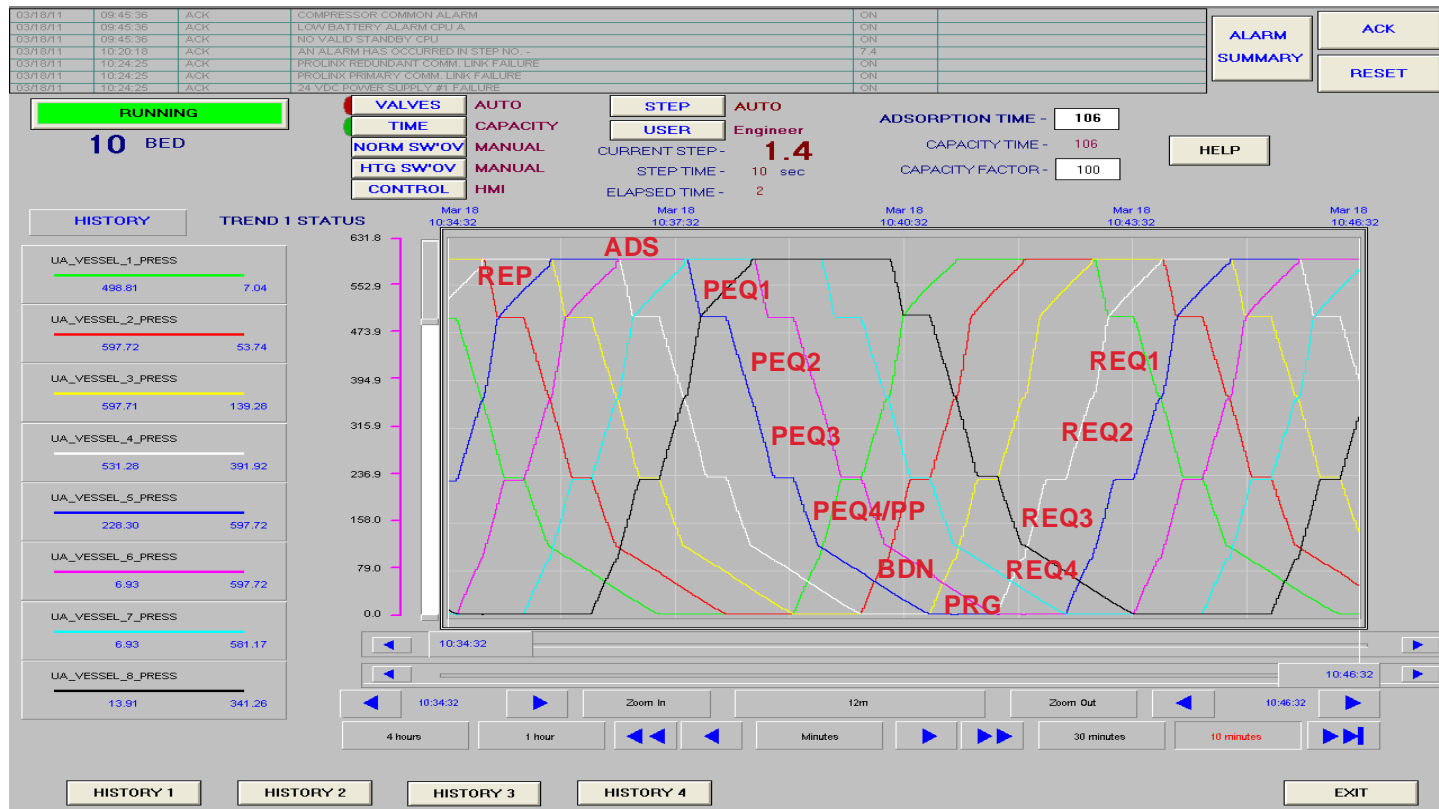 03/18/11 09:45:36 ACK COMPRESSOR COMMON ALARM ON
03/18/11 09:45:36 ACK LOW BATTERY ALARM CPU A ON
03/18/11 09:45:36 ACK NO VALID STANDBY CPU ON
03/18/11 10:20:18 ACK AN ALARM HAS OCCURRED IN STEP NO. - 7.4
03/18/11 10:24:25 ACK PROLINX REDUNDANT COMM. LINK FAILURE ON
03/18/11 10:24:25 ACK PROLINX PRIMARY COMM. LINK FAILURE ON
03/18/11 10:24:25 ACK 24 VDC POWER SUPPLY #1 FAILURE ON
ALARM
SUMMARY
ACK
RESET
RUNNING
10 BED
VALVES AUTO
TIME CAPACITY
NORM SW'OV MANUAL
HTG SW'OV MANUAL
CONTROL HMI
STEP AUTO
USER Engineer
CURRENT STEP - 1.4
STEP TIME - 10 sec
ELAPSED TIME - 2
ADSORPTION TIME - 106
CAPACITY TIME - 106
CAPACITY FACTOR - 100
HELP
HISTORY
TREND 1 STATUS
Mar 18 Mar 18 Mar 18 Mar 18 Mar 18
10:34:32 10:37:32 10:40:32 10:43:32 10:46:32
UA_VESSEL_1_PRESS
498.81 7.04
UA_VESSEL_2_PRESS
597.72 53.74
UA_VESSEL_3_PRESS
597.71 139.28
UA_VESSEL_4_PRESS
531.28 391.92
UA_VESSEL_5_PRESS
228.30 597.72
UA_VESSEL_6_PRESS
6.93 597.72
UA_VESSEL_7_PRESS
6.93 581.17
UA_VESSEL_8_PRESS
13.91 341.26
631.8
552.9
473.9
394.9
315.9
236.9
158.0
79.0
0.0
ADS
REP
PEQ1
PEQ2
REQ1
PEQ3
REQ2
PEQ4/PP
REQ3
BDN
REQ4
PRG
10:34:32
10:46:32
10:34:32 Zoom In 12m Zoom Out 10:46:32
4 hours 1 hour Minutes 30 minutes 10 minutes
HISTORY 1 HISTORY 2 HISTORY 3 HISTORY 4 EXIT